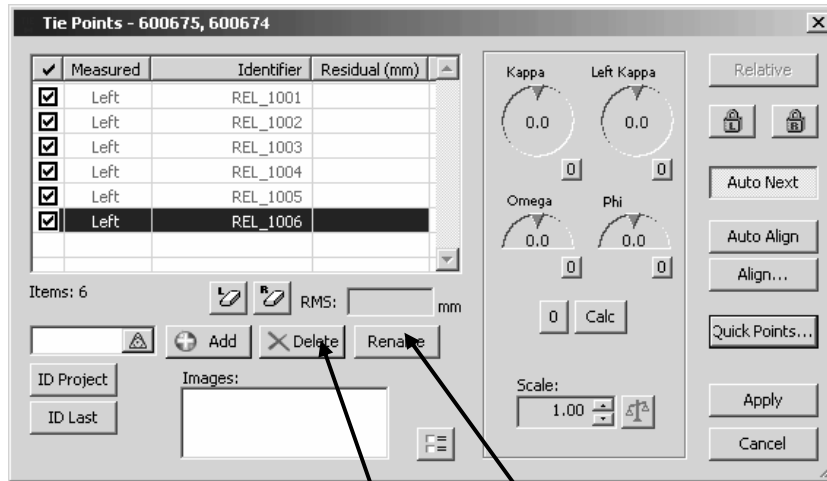 Tie Points - 600675, 600674
Measured Identifier Residual (mm)
Left REL_1001
Left REL_1002
Left REL_1003
Left REL_1004
Left REL_1005
Left REL_1006
Items: 6
L R RMS: mm
Add Delete Rename
ID Project
ID Last
Images:
Kappa Left Kappa
0.0 0.0
0 0
Omega Phi
0.0 0.0
0 0
0 Calc
Scale:
1.00
Relative
L R
Auto Next
Auto Align
Align...
Quick Points...
Apply
Cancel